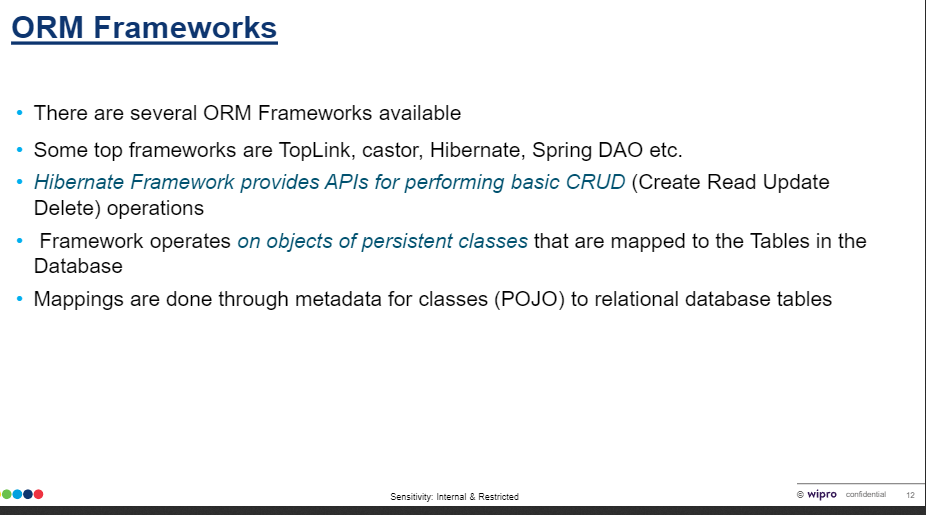 ORM Frameworks
• There are several ORM Frameworks available
• Some top frameworks are TopLink, castor, Hibernate, Spring DAO etc.
• Hibernate Framework provides APIs for performing basic CRUD (Create Read Update
Delete) operations
• Framework operates on objects of persistent classes that are mapped to the Tables in the
Database
• Mappings are done through metadata for classes (POJO) to relational database tables
Sensitivity: Internal & Restricted
© wipro confidential 12